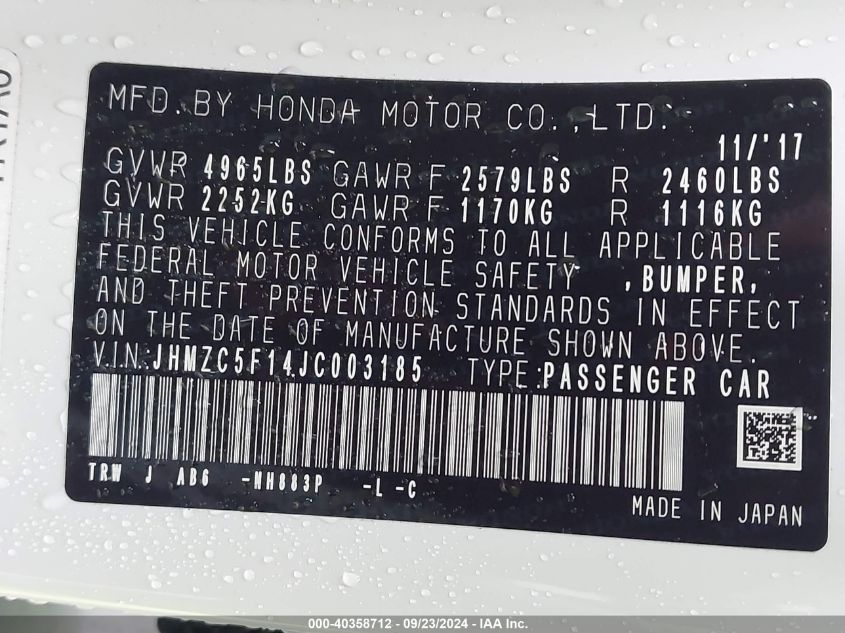 MFD. BY HONDA MOTOR CO., LTD.
11/'17
GVWR 4965LBS GAWR F 2579LBS R 2460LBS
GVWR 2252KG GAWR F 1170KG R 1116KG
THIS VEHICLE CONFORMS TO ALL APPLICABLE
FEDERAL MOTOR VEHICLE SAFETY ,BUMPER,
AND THEFT PREVENTION STANDARDS IN EFFECT
ON THE DATE OF MANUFACTURE SHOWN ABOVE.
VIN:JHMZC5F14JC003185 TYPE:PASSENGER CAR
TRW J AB6 -NH883P -L -C
MADE IN JAPAN
000-40358712 - 09/23/2024 - IAA Inc.